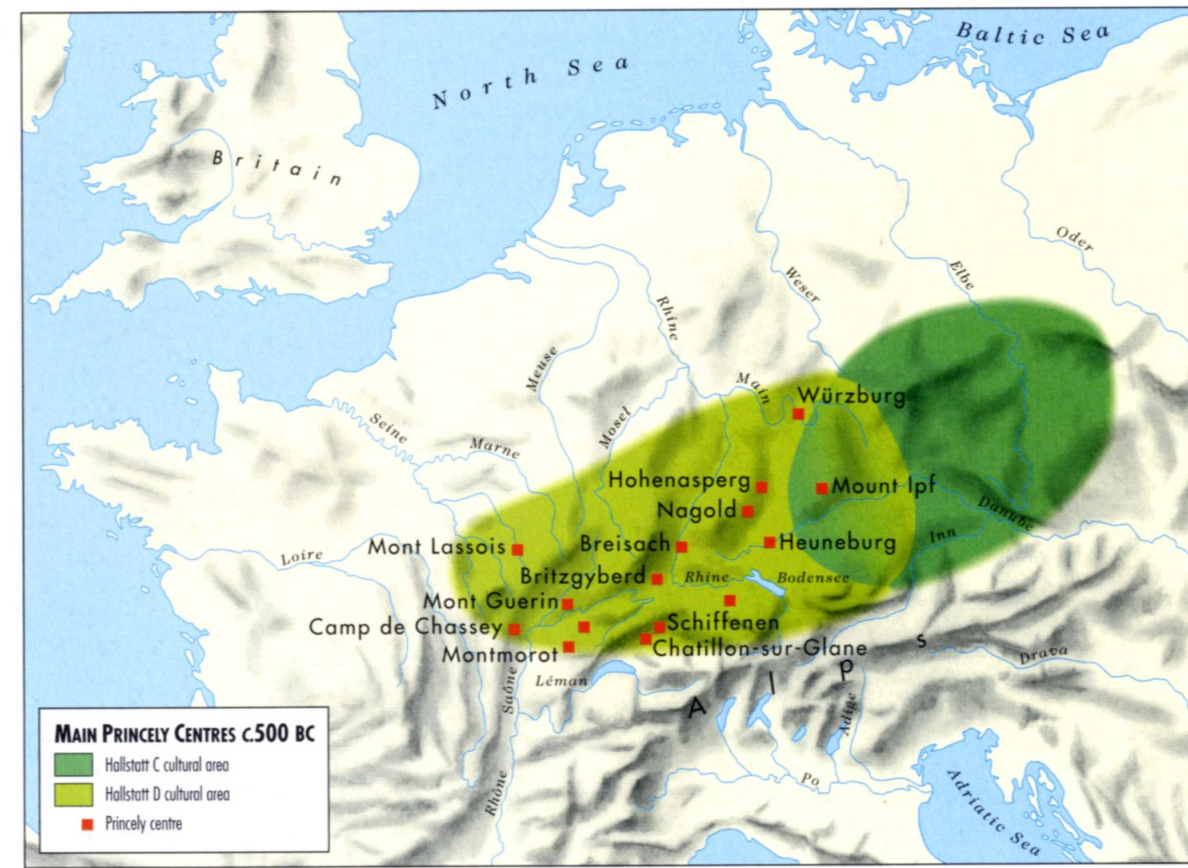 Baltic Sea
North Sea
Britain
Oder
Elbe
Weser
Rhine
Meuse
Main
Würzburg
Mosel
Seine
Marne
Hohenasperg
Mount Ipf
Nagold
Danube
Loire
Mont Lassois
Breisach
Heuneburg
Inn
Britzgyberd
Rhine
Bodensee
Mont Guerin
Camp de Chassey
Schiffenen
Montmorot
Chatillon-sur-Glane
Léman
Saône
Alps
Drava
Adige
Rhône
Po
Adriatic Sea
MAIN PRINCELY CENTRES C.500 BC
Hallstatt C cultural area
Hallstatt D cultural area
Princely centre